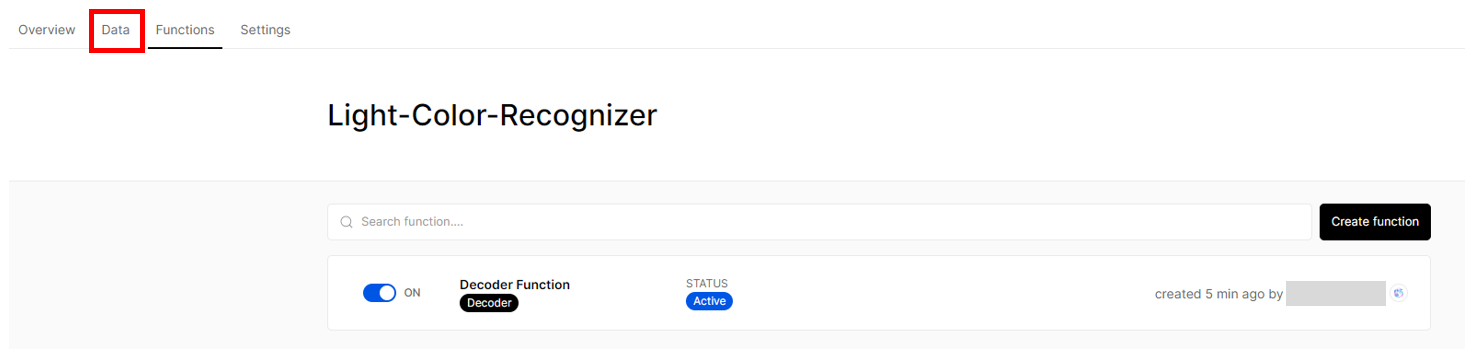 Overview Data Functions Settings
Light-Color-Recognizer
Search function....
Create function
ON
Decoder Function
Decoder
STATUS
Active
created 5 min ago by